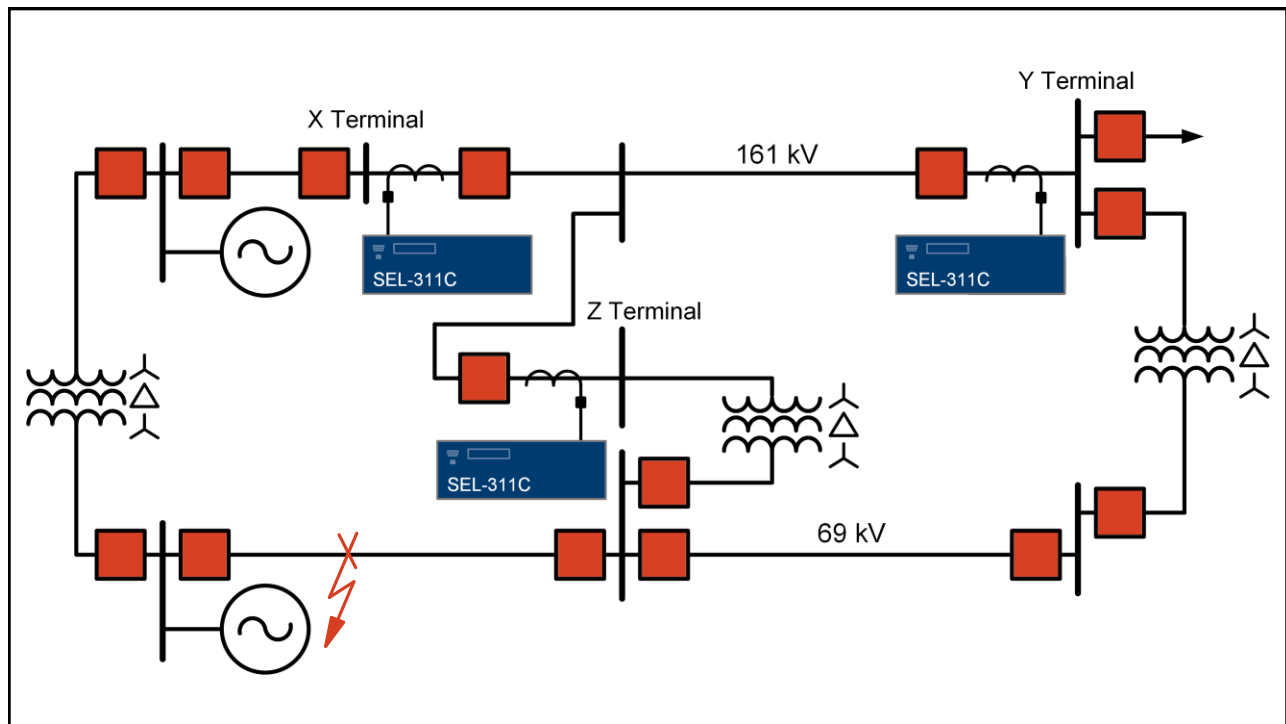 Y Terminal
X Terminal
161 kV
SEL-311C
SEL-311C
Z Terminal
SEL-311C
69 kV